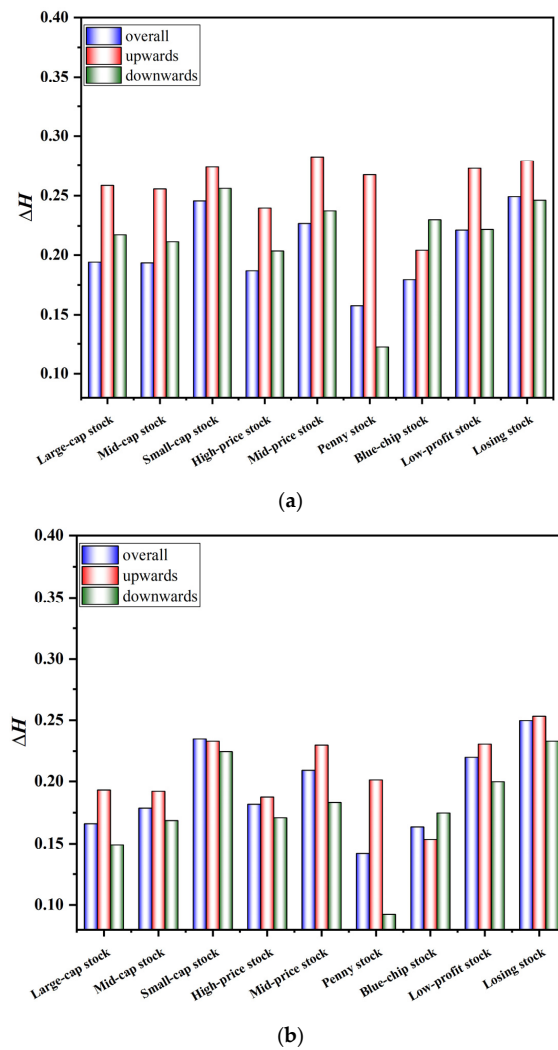 0.40
0.35
0.30
0.25
0.20
0.15
0.10
ΔH
overall
upwards
downwards
Large-cap stock
Mid-cap stock
Small-cap stock
High-price stock
Mid-price stock
Penny stock
Blue-chip stock
Low-profit stock
Losing stock
(a)
0.40
0.35
0.30
0.25
0.20
0.15
0.10
ΔH
overall
upwards
downwards
Large-cap stock
Mid-cap stock
Small-cap stock
High-price stock
Mid-price stock
Penny stock
Blue-chip stock
Low-profit stock
Losing stock
(b)